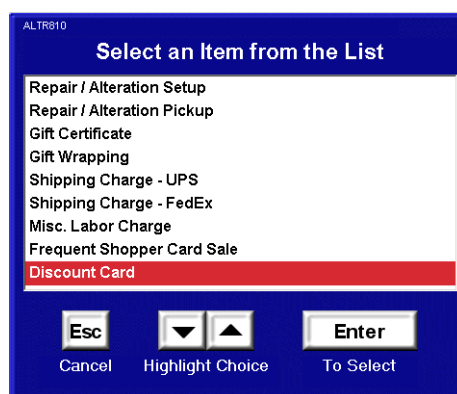 ALTR810
Select an Item from the List
Repair / Alteration Setup
Repair / Alteration Pickup
Gift Certificate
Gift Wrapping
Shipping Charge - UPS
Shipping Charge - FedEx
Misc. Labor Charge
Frequent Shopper Card Sale
Discount Card
Esc Enter
Cancel Highlight Choice To Select